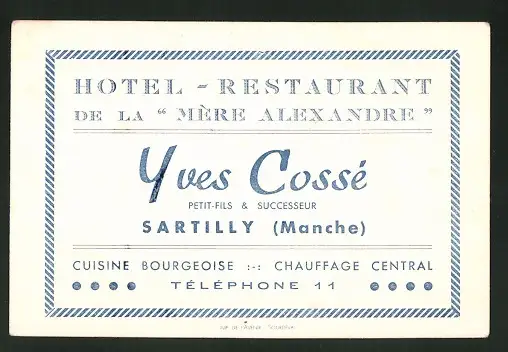 HOTEL - RESTAURANT
DE LA “ MÈRE ALEXANDRE ”
Yves Cossé
PETIT-FILS & SUCCESSEUR
SARTILLY (Manche)
CUISINE BOURGEOISE :-: CHAUFFAGE CENTRAL
TÉLÉPHONE 11